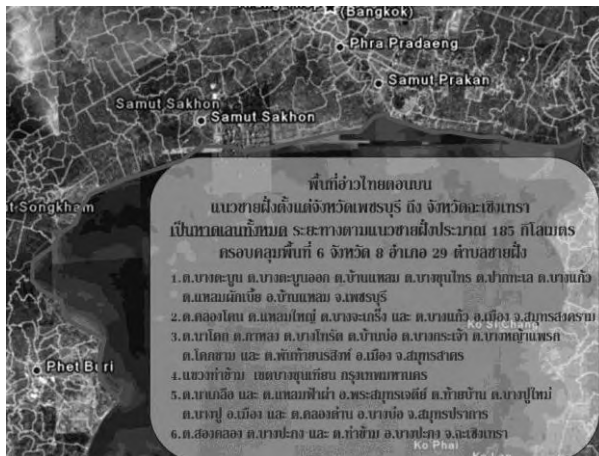 (Bangkok)
Phra Pradaeng
Samut Prakan
Samut Sakhon
Samut Sakhon
t Songkham
Phet Buri
พื้นที่อ่าวไทยตอนบน
แนวชายฝั่งตั้งแต่จังหวัดเพชรบุรี ถึง จังหวัดฉะเชิงเทรา
เป็นหาดเลนทั้งหมด ระยะทางตามแนวชายฝั่งประมาณ 185 กิโลเมตร
ครอบคลุมพื้นที่ 6 จังหวัด 8 อำเภอ 29 ตำบลชายฝั่ง
1.ต.บางตะบูน ต.บางตะบูนออก ต.บ้านแหลม ต.บางขุนไทร ต.ปากทะเล ต.บางแก้ว
ต.แหลมผักเบี้ย อ.บ้านแหลม จ.เพชรบุรี
2.ต.คลองโคน ต.แหลมใหญ่ ต.บางจะเกร็ง และ ต.บางแก้ว อ.เมือง จ.สมุทรสงคราม
3.ต.นาโคก ต.กาหลง ต.บางโทรัด ต.บ้านบ่อ ต.บางกระเจ้า ต.บางหญ้าแพรก
ต.โคกขาม และ ต.พันท้ายนรสิงห์ อ.เมือง จ.สมุทรสาคร
4.แขวงท่าข้าม เขตบางขุนเทียน กรุงเทพมหานคร
5.ต.นาเกลือ และ ต.แหลมฟ้าผ่า อ.พระสมุทรเจดีย์ ต.ท้ายบ้าน ต.บางปูใหม่
ต.บางปู อ.เมือง และ ต.คลองด่าน อ.บางบ่อ จ.สมุทรปราการ
6.ต.สองคลอง ต.บางปะกง และ ต.ท่าข้าม อ.บางปะกง จ.ฉะเชิงเทรา
Ko Si Chang
Ko Phai